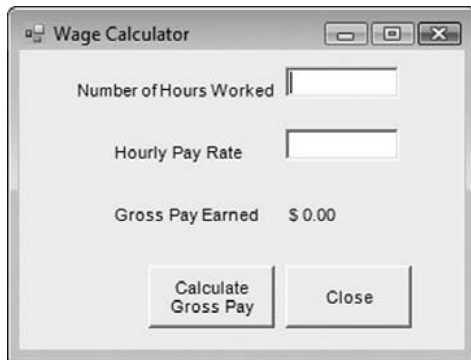 Wage Calculator
Number of Hours Worked
Hourly Pay Rate
Gross Pay Earned $ 0.00
Calculate
Gross Pay
Close